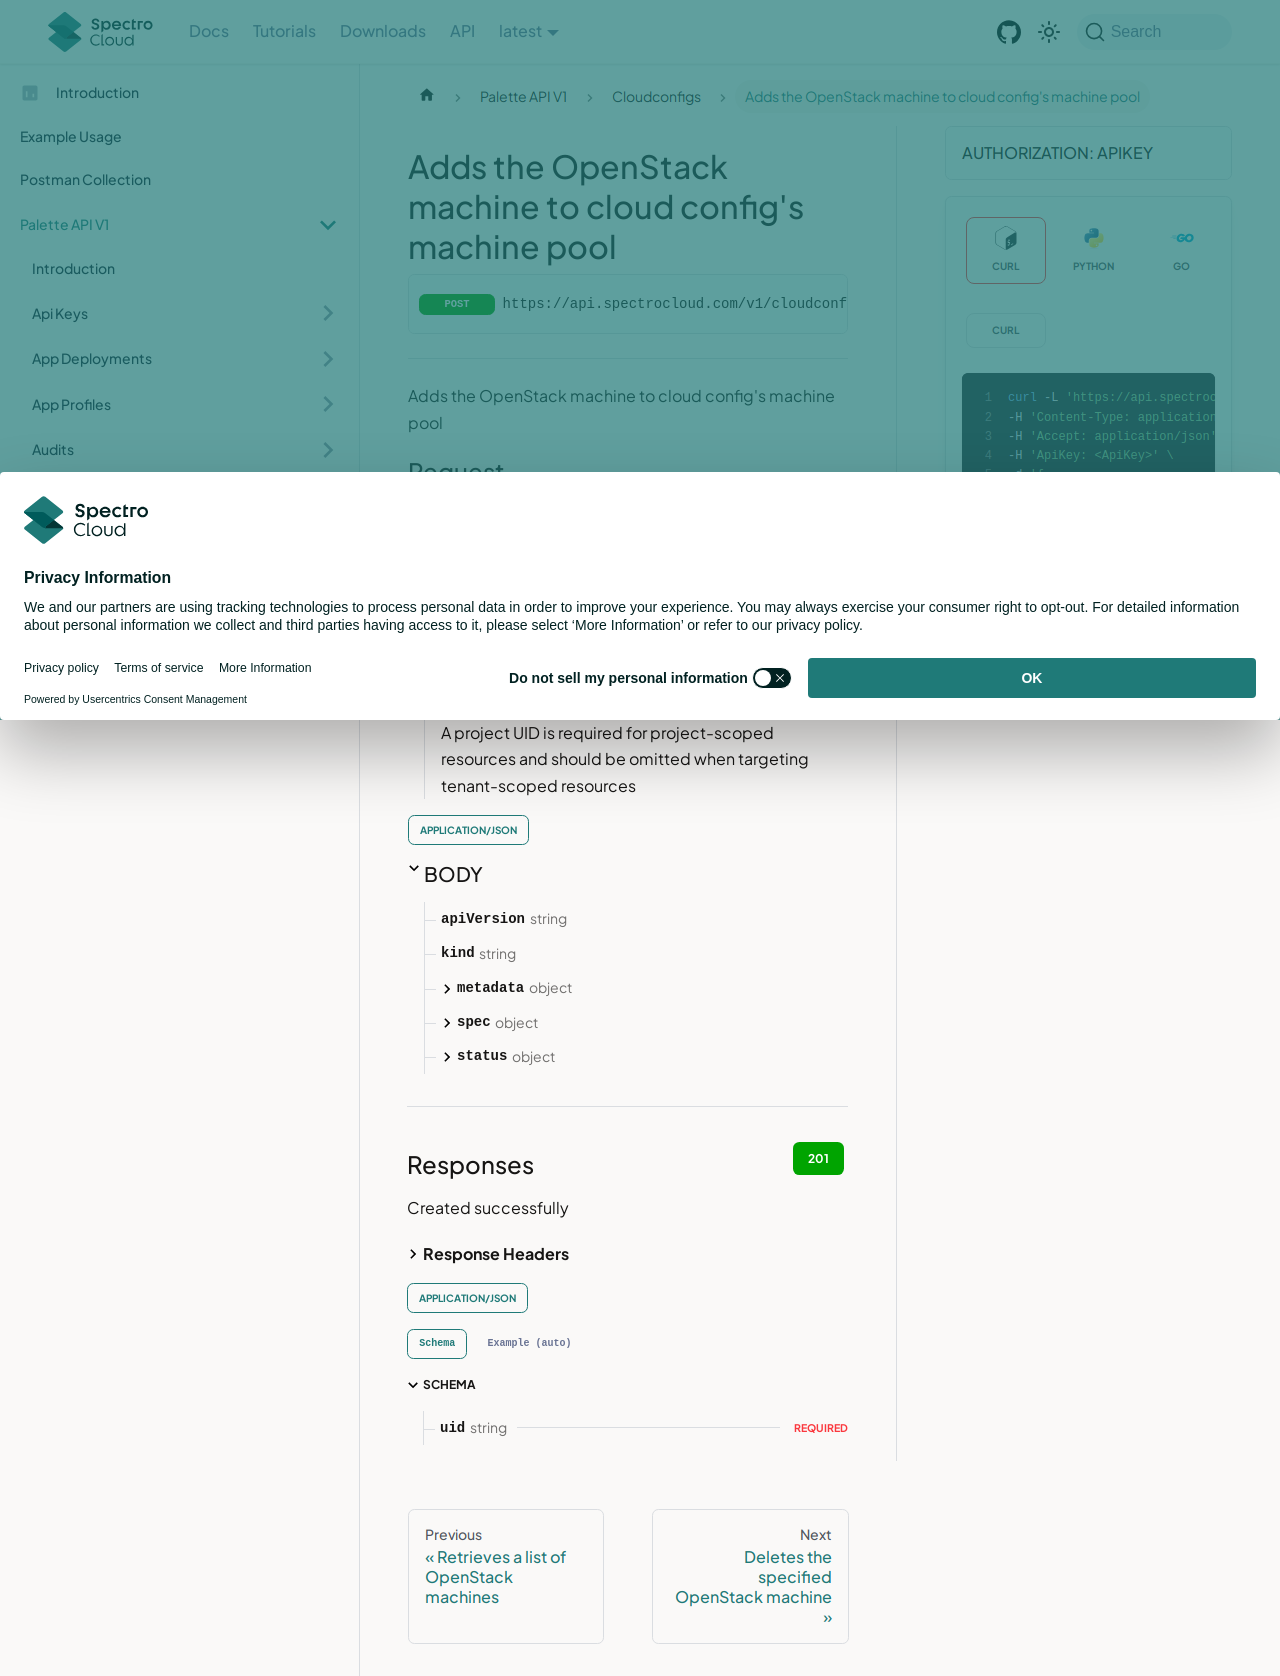 Spectro Cloud
Docs
Tutorials
Downloads
API
latest
Search
Introduction
Example Usage
Postman Collection
Palette API V1
Introduction
Api Keys
App Deployments
App Profiles
Audits
Palette API V1
Cloudconfigs
Adds the OpenStack machine to cloud config's machine pool
Adds the OpenStack
machine to cloud config's
machine pool
POST
https://api.spectrocloud.com/v1/cloudconf
Adds the OpenStack machine to cloud config's machine
pool
Request
AUTHORIZATION: APIKEY
CURL
PYTHON
GO
CURL
1 curl -L 'https://api.spectroc
2 -H 'Content-Type: application
3 -H 'Accept: application/json'
4 -H 'ApiKey: <ApiKey>' \
Spectro
Cloud
Privacy Information
We and our partners are using tracking technologies to process personal data in order to improve your experience. You may always exercise your consumer right to opt-out. For detailed information
about personal information we collect and third parties having access to it, please select ‘More Information’ or refer to our privacy policy.
Privacy policy
Terms of service
More Information
Powered by Usercentrics Consent Management
Do not sell my personal information
OK
A project UID is required for project-scoped
resources and should be omitted when targeting
tenant-scoped resources
APPLICATION/JSON
BODY
apiVersion string
kind string
metadata object
spec object
status object
Responses
201
Created successfully
Response Headers
APPLICATION/JSON
Schema
Example (auto)
SCHEMA
uid string
REQUIRED
Previous
« Retrieves a list of
OpenStack
machines
Next
Deletes the
specified
OpenStack machine
»